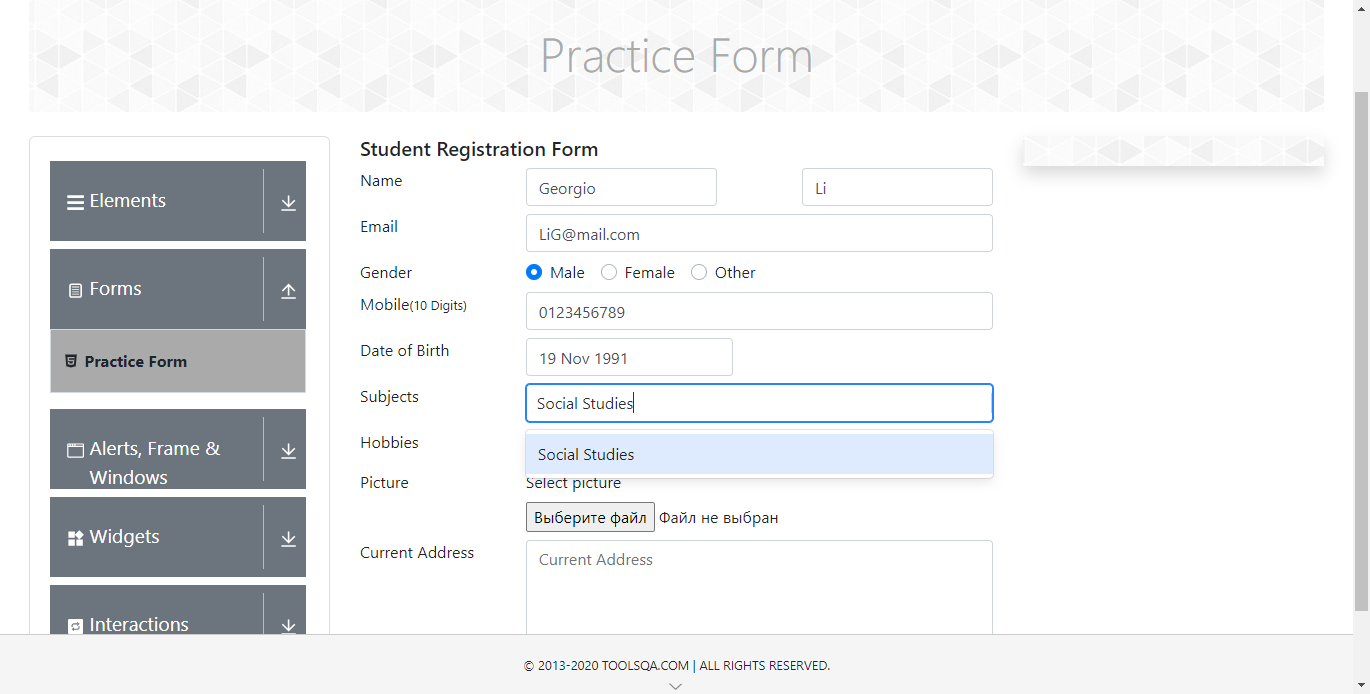 Practice Form
Elements
Forms
Practice Form
Alerts, Frame &
Windows
Widgets
Interactions
Student Registration Form
Name
Georgio
Li
Email
LiG@mail.com
Gender
Male
Female
Other
Mobile(10 Digits)
0123456789
Date of Birth
19 Nov 1991
Subjects
Social Studies
Social Studies
Hobbies
Picture
Select picture
Выберите файл
Файл не выбран
Current Address
Current Address
© 2013-2020 TOOLSQA.COM | ALL RIGHTS RESERVED.